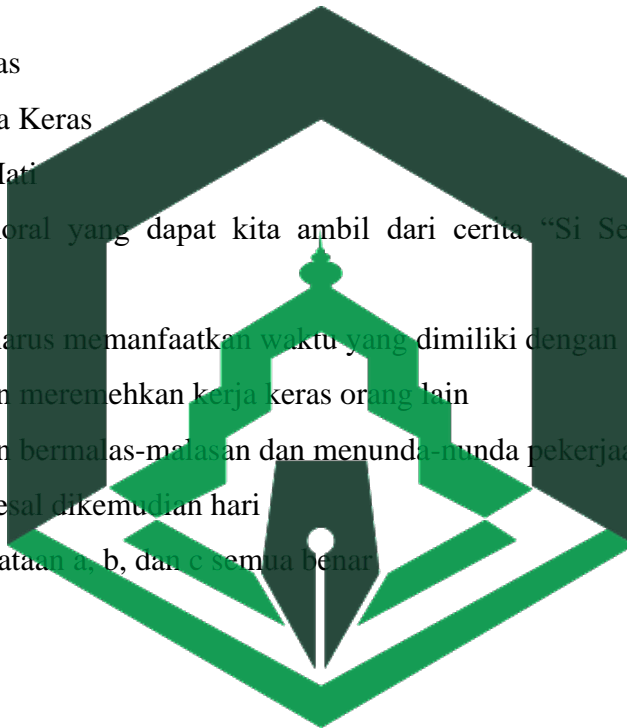 as
a Keras
Hati
oral yang dapat kita ambil dari cerita “Si Se
arus memanfaatkan waktu yang dimiliki dengan
n meremehkan kerja keras orang lain
n bermalas-malasan dan menunda-nunda pekerjaa
esal dikemudian hari
ataan a, b, dan c semua benar